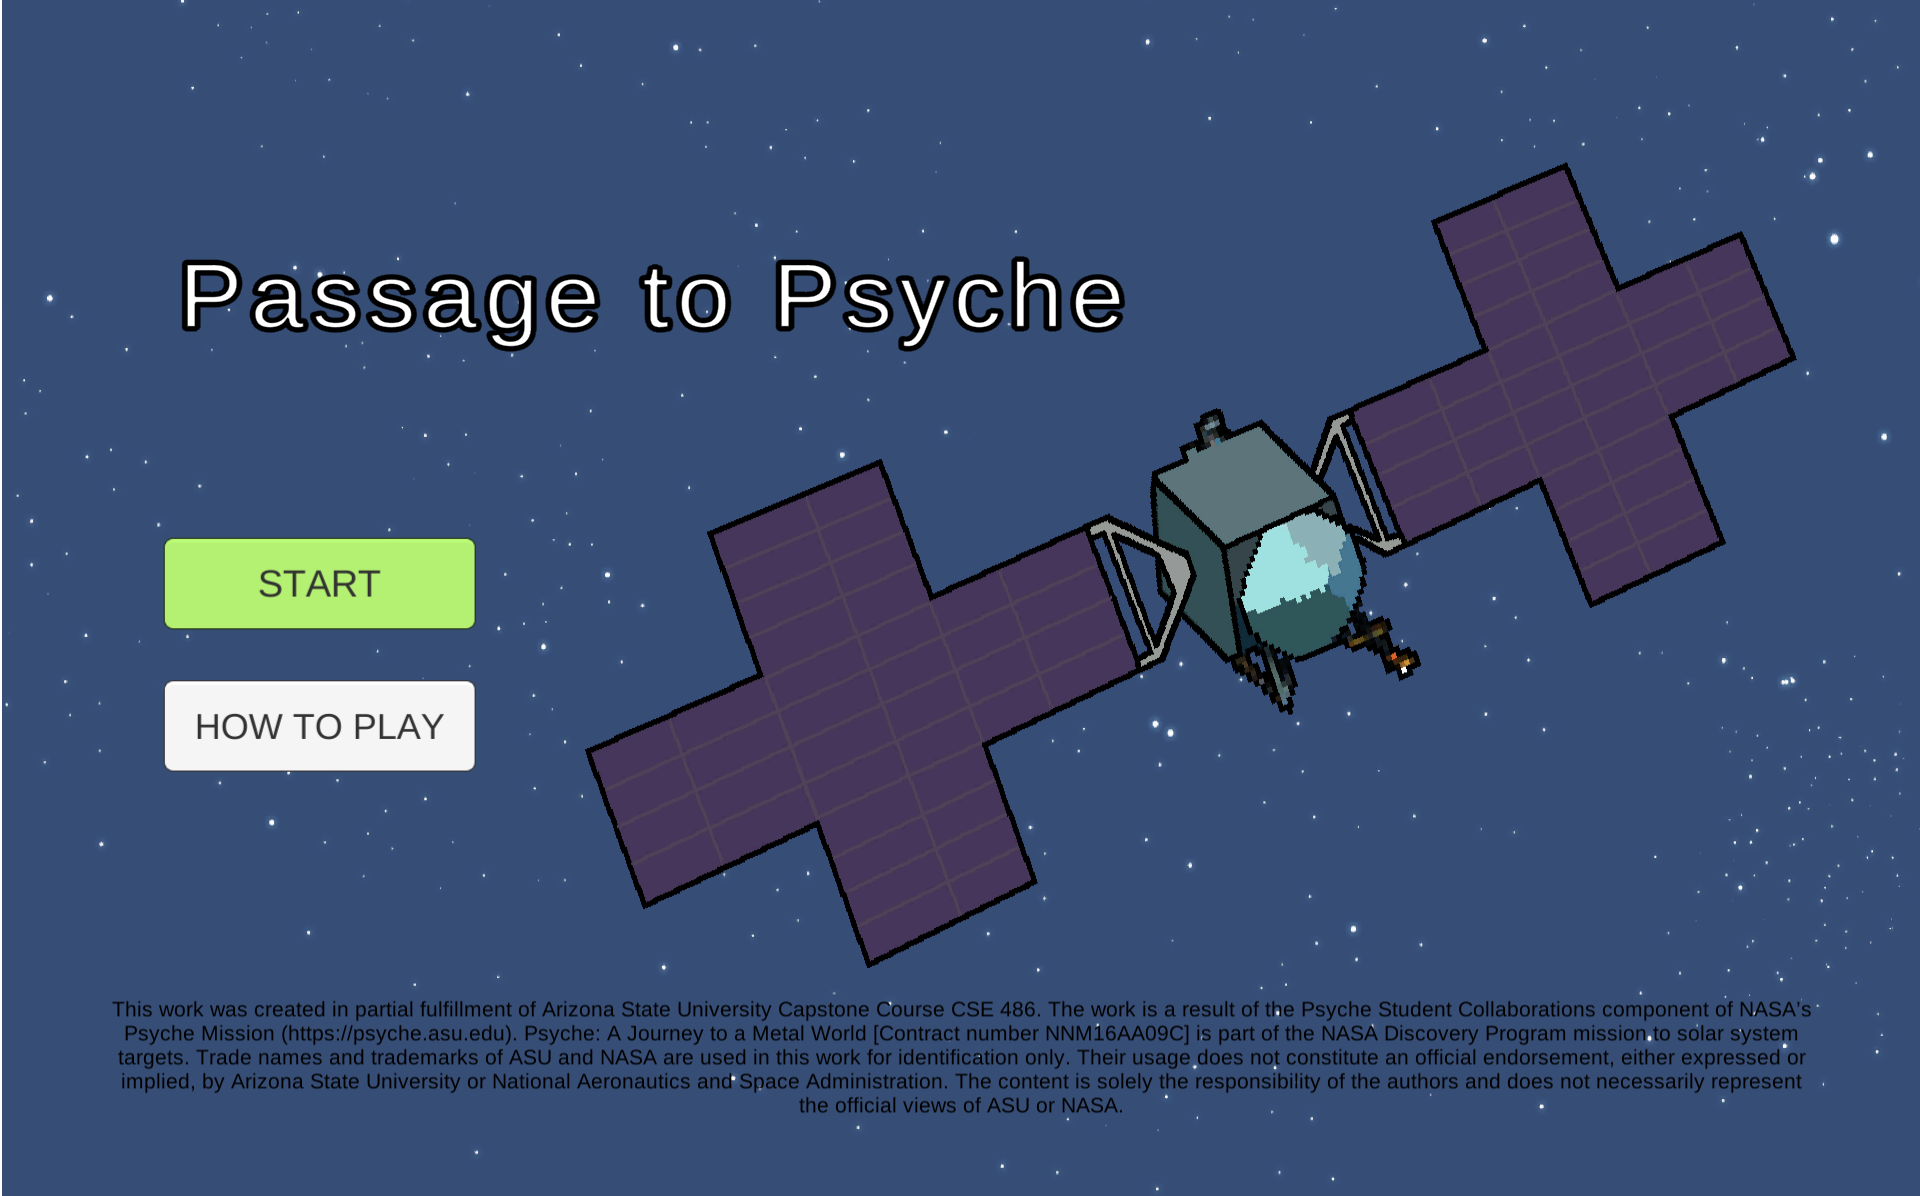 Passage to Psyche
START
HOW TO PLAY
This work was created in partial fulfillment of Arizona State University Capstone Course CSE 486. The work is a result of the Psyche Student Collaborations component of NASA's
Psyche Mission (https://psyche.asu.edu). Psyche: A Journey to a Metal World [Contract number NNM16AA09C] is part of the NASA Discovery Program mission to solar system
targets. Trade names and trademarks of ASU and NASA are used in this work for identification only. Their usage does not constitute an official endorsement, either expressed or
implied, by Arizona State University or National Aeronautics and Space Administration. The content is solely the responsibility of the authors and does not necessarily represent
the official views of ASU or NASA.